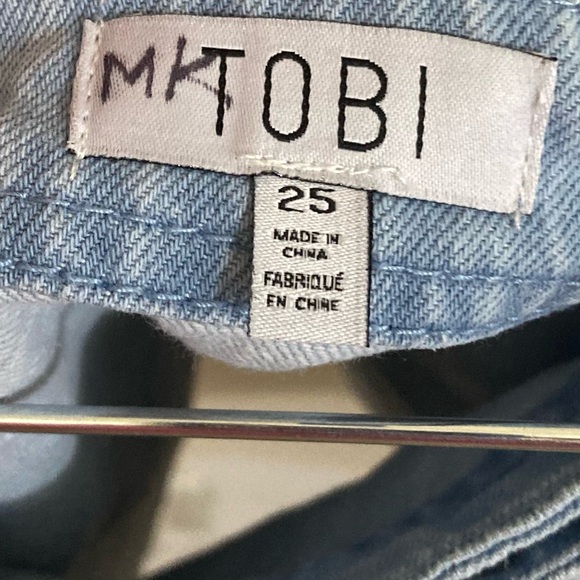 MK TOBI
25
MADE IN
CHINA
FABRIQUÉ
EN CHINE